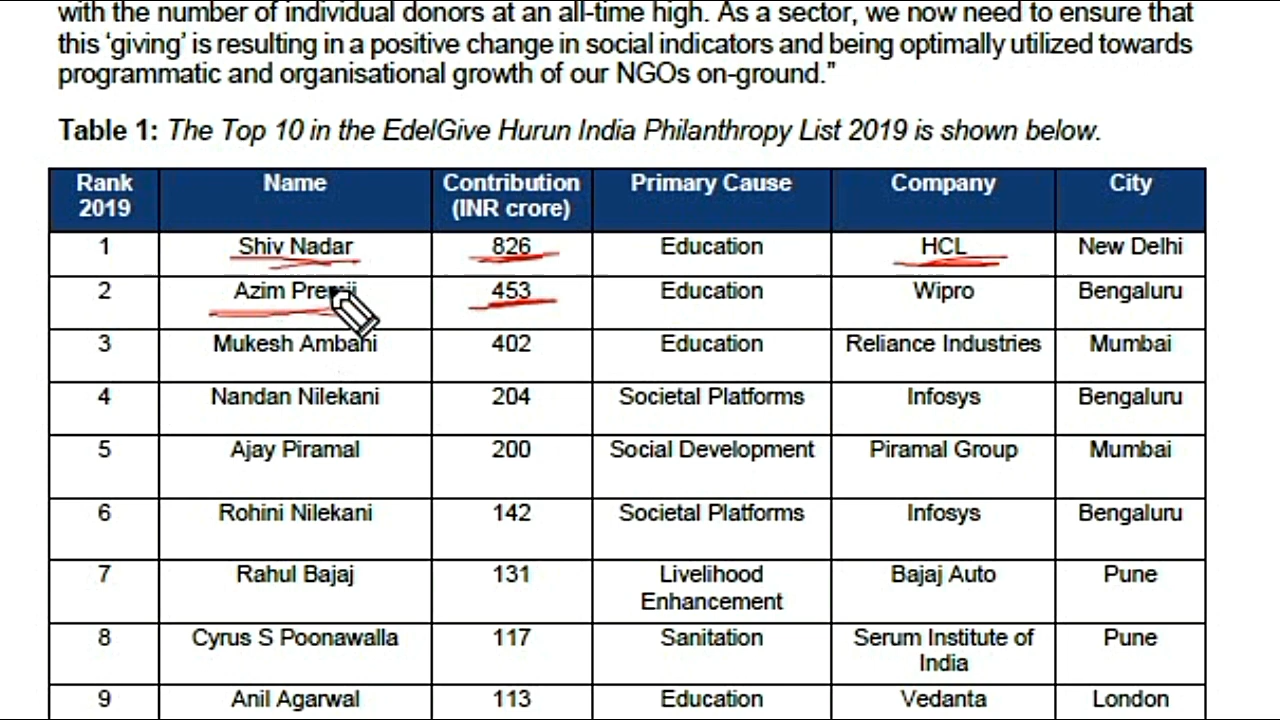 with the number of individual donors at an all-time high. As a sector, we now need to ensure that
this ‘giving’ is resulting in a positive change in social indicators and being optimally utilized towards
programmatic and organisational growth of our NGOs on-ground.”
Table 1: The Top 10 in the EdelGive Hurun India Philanthropy List 2019 is shown below.
Rank 2019 Name Contribution (INR crore) Primary Cause Company City
1 Shiv Nadar 826 Education HCL New Delhi
2 Azim Premji 453 Education Wipro Bengaluru
3 Mukesh Ambani 402 Education Reliance Industries Mumbai
4 Nandan Nilekani 204 Societal Platforms Infosys Bengaluru
5 Ajay Piramal 200 Social Development Piramal Group Mumbai
6 Rohini Nilekani 142 Societal Platforms Infosys Bengaluru
7 Rahul Bajaj 131 Livelihood Enhancement Bajaj Auto Pune
8 Cyrus S Poonawalla 117 Sanitation Serum Institute of India Pune
9 Anil Agarwal 113 Education Vedanta London